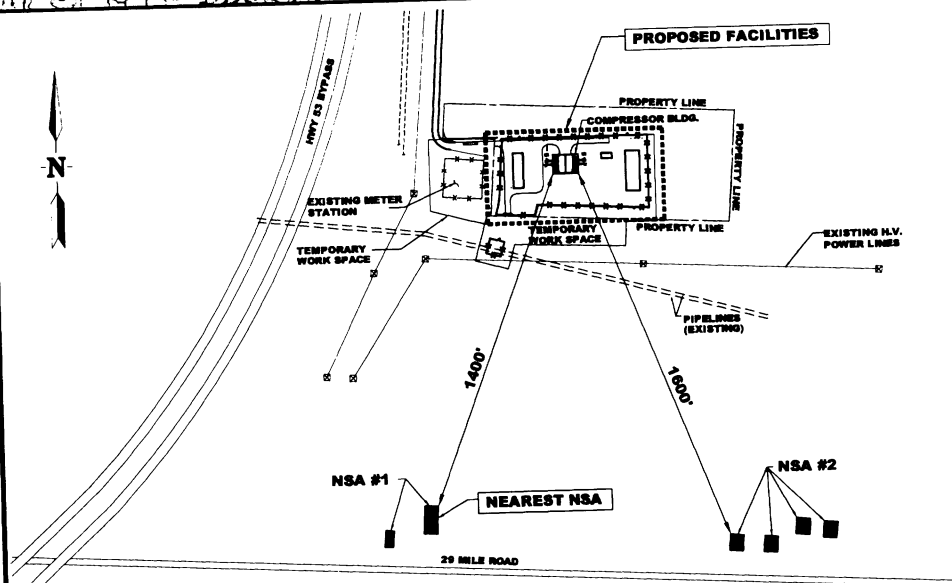 PROPOSED FACILITIES
HWY 53 BYPASS
PROPERTY LINE
COMPRESSOR BLDG.
PROPERTY LINE
N
EXISTING METER
STATION
TEMPORARY
WORK SPACE
PROPERTY LINE
EXISTING H.V.
POWER LINES
TEMPORARY
WORK SPACE
PIPELINES
(EXISTING)
1400'
1600'
NSA #1
NSA #2
NEAREST NSA
29 MILE ROAD